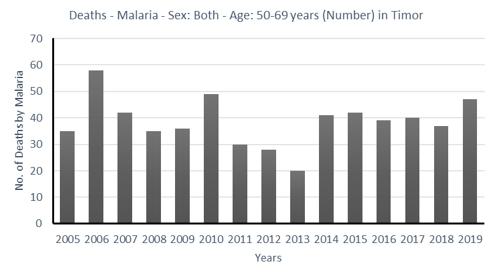 Deaths - Malaria - Sex: Both - Age: 50-69 years (Number) in Timor
70
60
50
40
30
20
10
0
No. of Deaths by Malaria
2005 2006 2007 2008 2009 2010 2011 2012 2013 2014 2015 2016 2017 2018 2019
Years